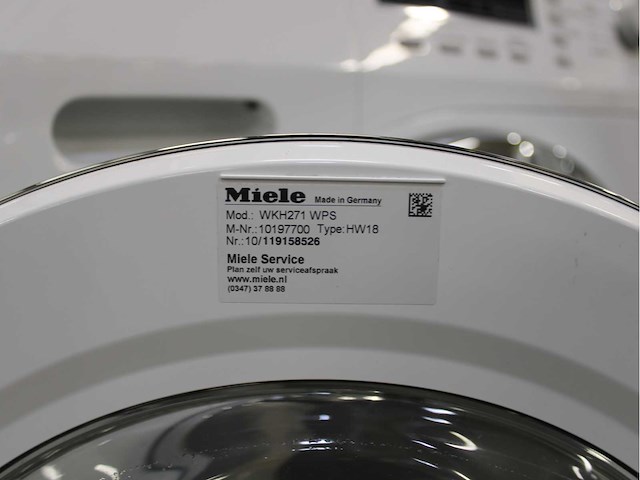 Miele Made in Germany
Mod.: WKH271 WPS
M-Nr.:10197700 Type:HW18
Nr.:10/119158526
Miele Service
Plan zelf uw serviceafspraak
www.miele.nl
(0347) 37 88 88